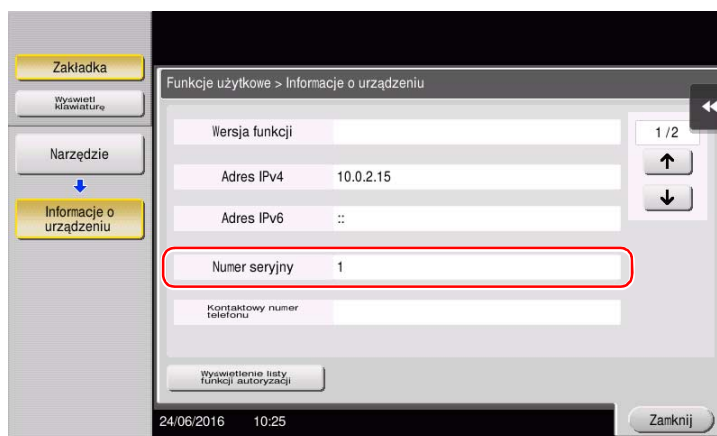 Zakładka
Wyświetl
klawiaturę
Narzędzie
Informacje o
urządzeniu
Funkcje użytkowe > Informacje o urządzeniu
Wersja funkcji
1 /2
Adres IPv4 10.0.2.15
Adres IPv6 ::
Numer seryjny 1
Kontaktowy numer
telefonu
Wyświetlenie listy
funkcji autoryzacji
24/06/2016 10:25
Zamknij